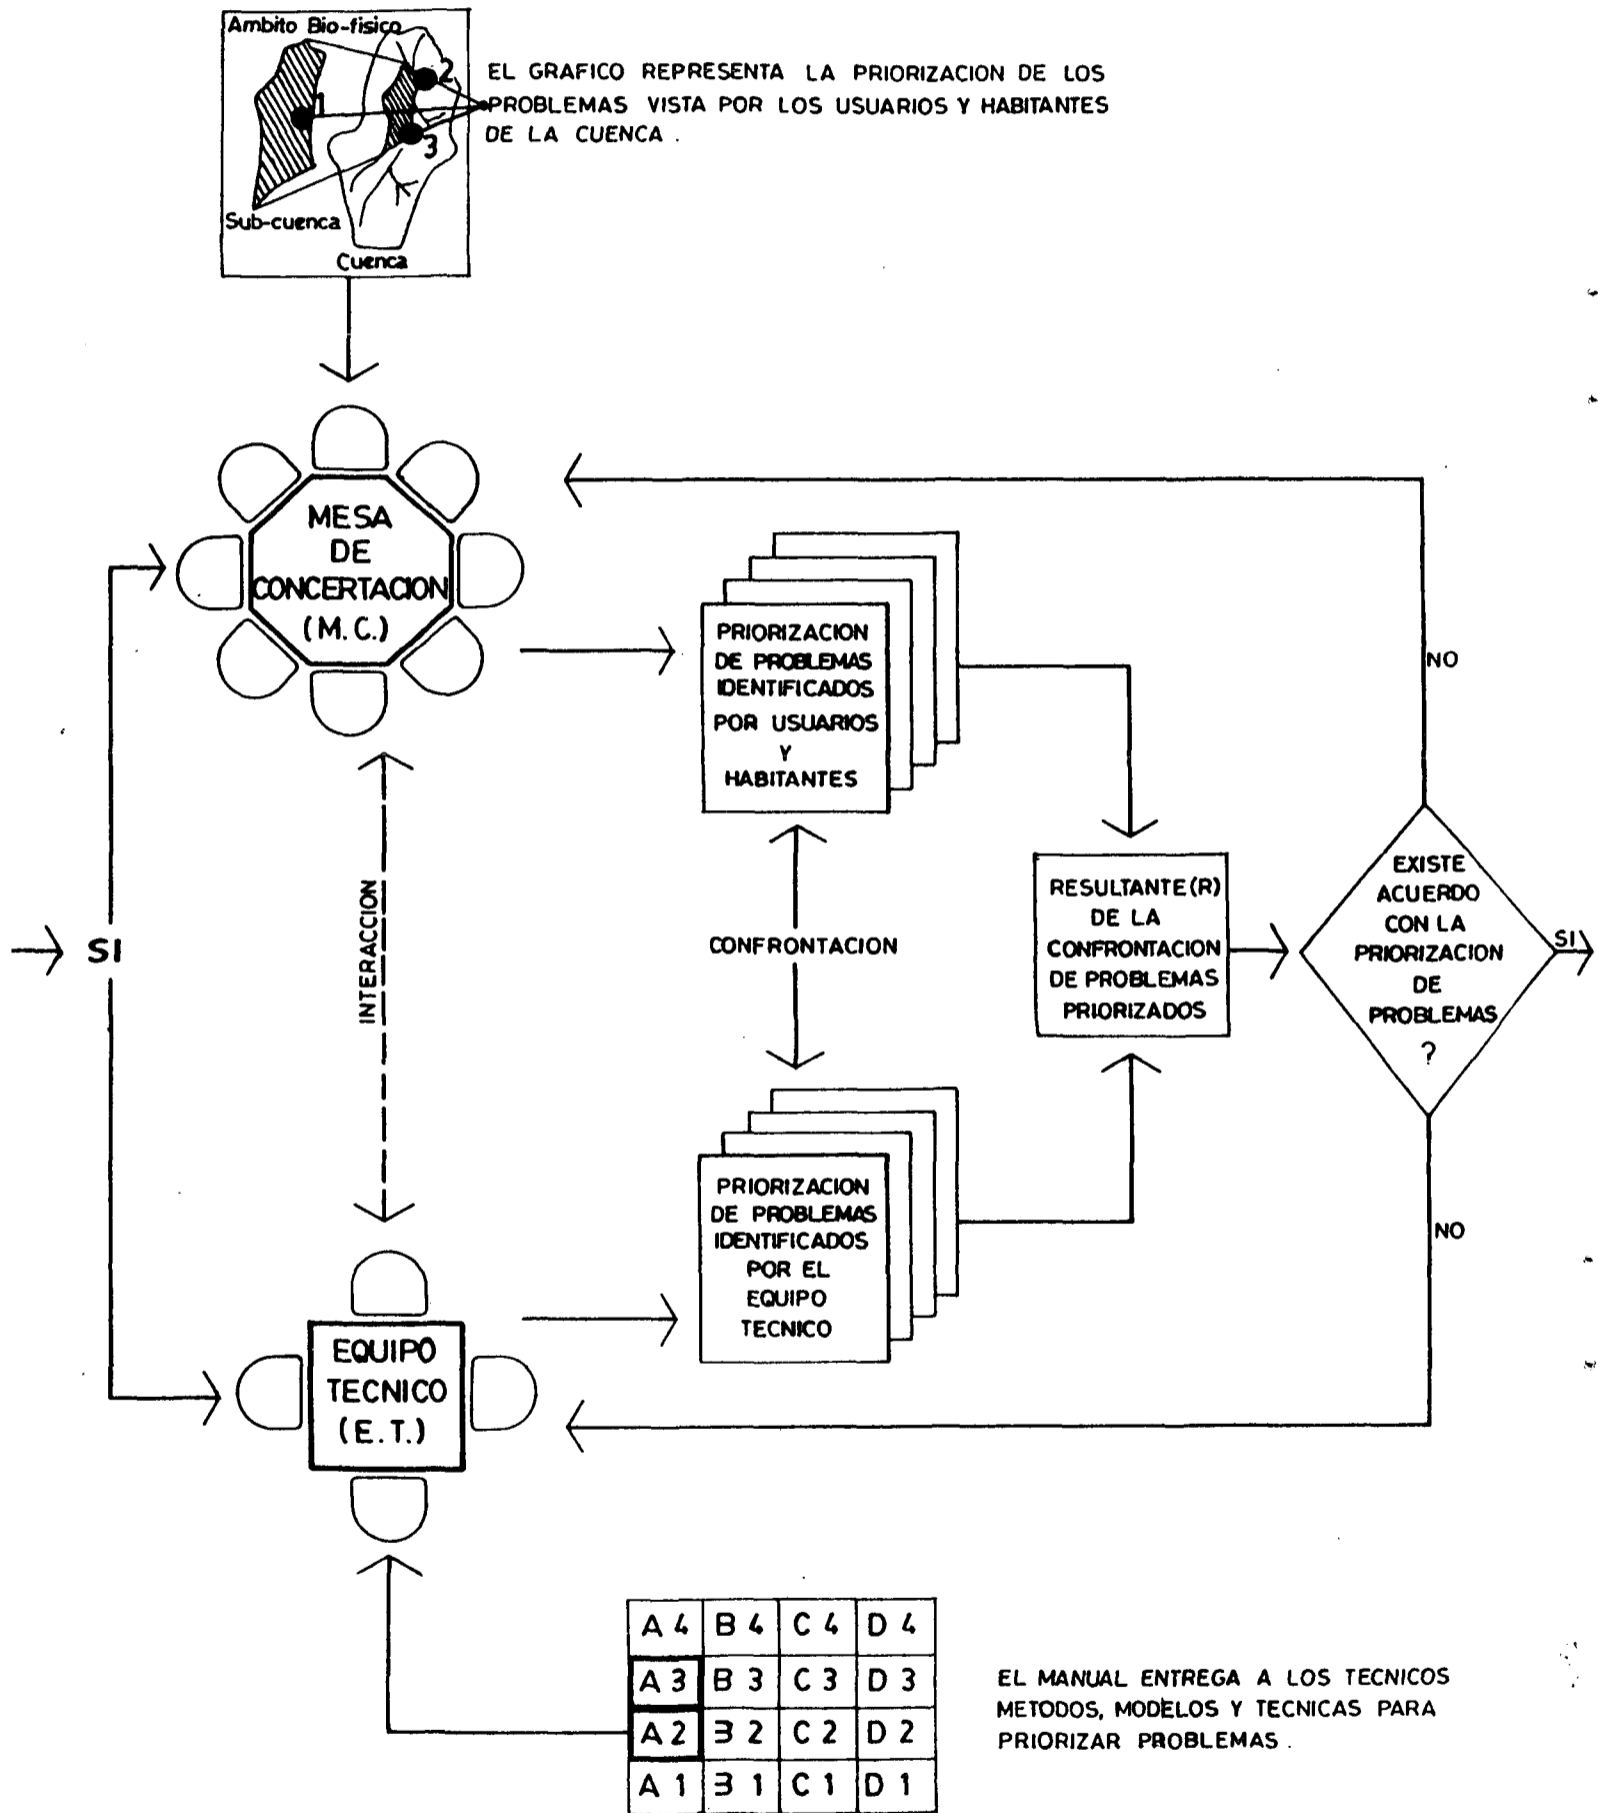 Ambito Bio-fisico
1
2
3
Sub-cuenca
Cuenca
EL GRAFICO REPRESENTA LA PRIORIZACION DE LOS
PROBLEMAS VISTA POR LOS USUARIOS Y HABITANTES
DE LA CUENCA .
MESA
DE
CONCERTACION
(M.C.)
PRIORIZACION
DE PROBLEMAS
IDENTIFICADOS
POR USUARIOS
Y
HABITANTES
NO
INTERACCION
SI
CONFRONTACION
RESULTANTE(R)
DE LA
CONFRONTACION
DE PROBLEMAS
PRIORIZADOS
EXISTE
ACUERDO
CON LA
PRIORIZACION
DE
PROBLEMAS
?
SI
PRIORIZACION
DE PROBLEMAS
IDENTIFICADOS
POR EL
EQUIPO
TECNICO
NO
EQUIPO
TECNICO
(E.T.)
A 4 B 4 C 4 D 4
A 3 B 3 C 3 D 3
A 2 B 2 C 2 D 2
A 1 B 1 C 1 D 1
EL MANUAL ENTREGA A LOS TECNICOS
METODOS, MODELOS Y TECNICAS PARA
PRIORIZAR PROBLEMAS .